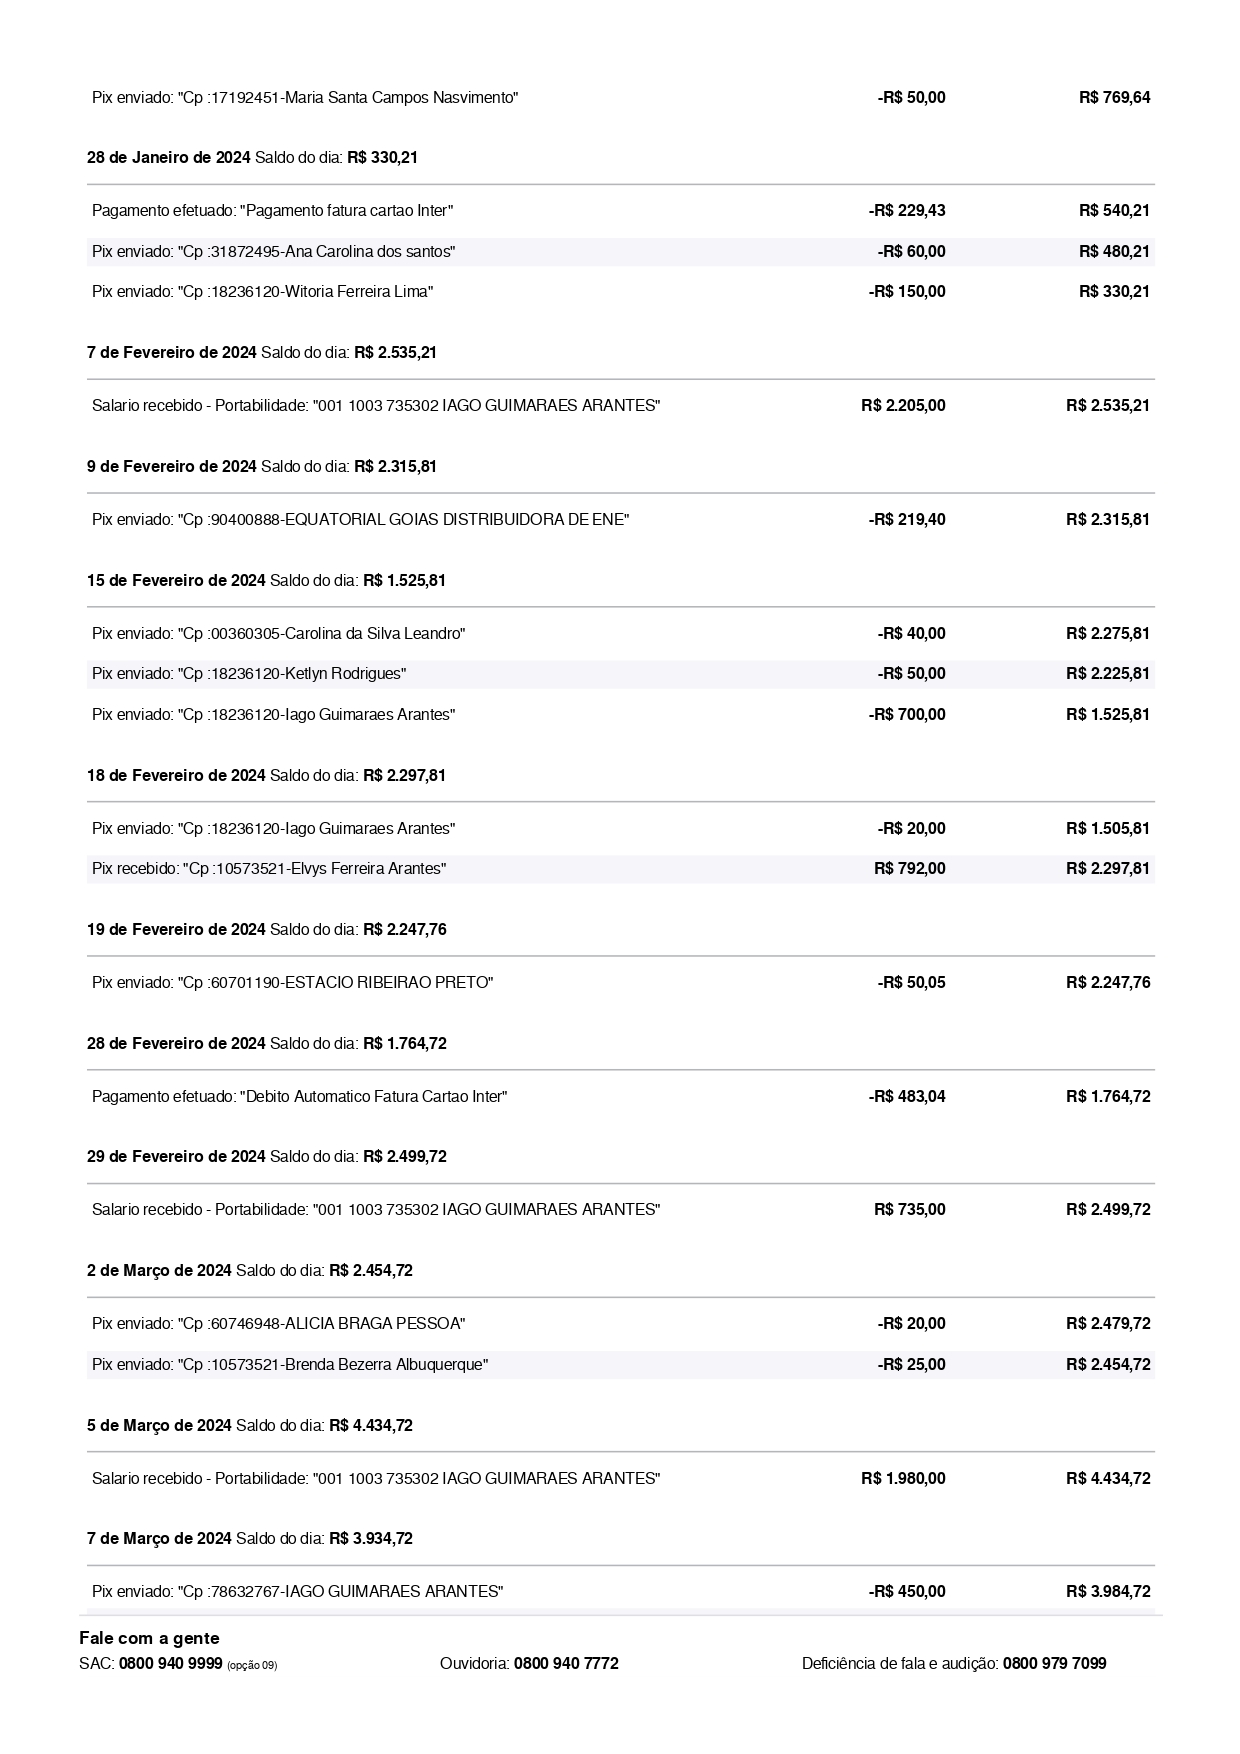 Pix enviado: "Cp :17192451-Maria Santa Campos Nasvimento" -R$ 50,00 R$ 769,64
28 de Janeiro de 2024 Saldo do dia: R$ 330,21
Pagamento efetuado: "Pagamento fatura cartao Inter" -R$ 229,43 R$ 540,21
Pix enviado: "Cp :31872495-Ana Carolina dos santos" -R$ 60,00 R$ 480,21
Pix enviado: "Cp :18236120-Witoria Ferreira Lima" -R$ 150,00 R$ 330,21
7 de Fevereiro de 2024 Saldo do dia: R$ 2.535,21
Salario recebido - Portabilidade: "001 1003 735302 IAGO GUIMARAES ARANTES" R$ 2.205,00 R$ 2.535,21
9 de Fevereiro de 2024 Saldo do dia: R$ 2.315,81
Pix enviado: "Cp :90400888-EQUATORIAL GOIAS DISTRIBUIDORA DE ENE" -R$ 219,40 R$ 2.315,81
15 de Fevereiro de 2024 Saldo do dia: R$ 1.525,81
Pix enviado: "Cp :00360305-Carolina da Silva Leandro" -R$ 40,00 R$ 2.275,81
Pix enviado: "Cp :18236120-Ketlyn Rodrigues" -R$ 50,00 R$ 2.225,81
Pix enviado: "Cp :18236120-Iago Guimaraes Arantes" -R$ 700,00 R$ 1.525,81
18 de Fevereiro de 2024 Saldo do dia: R$ 2.297,81
Pix enviado: "Cp :18236120-Iago Guimaraes Arantes" -R$ 20,00 R$ 1.505,81
Pix recebido: "Cp :10573521-Elvys Ferreira Arantes" R$ 792,00 R$ 2.297,81
19 de Fevereiro de 2024 Saldo do dia: R$ 2.247,76
Pix enviado: "Cp :60701190-ESTACIO RIBEIRAO PRETO" -R$ 50,05 R$ 2.247,76
28 de Fevereiro de 2024 Saldo do dia: R$ 1.764,72
Pagamento efetuado: "Debito Automatico Fatura Cartao Inter" -R$ 483,04 R$ 1.764,72
29 de Fevereiro de 2024 Saldo do dia: R$ 2.499,72
Salario recebido - Portabilidade: "001 1003 735302 IAGO GUIMARAES ARANTES" R$ 735,00 R$ 2.499,72
2 de Março de 2024 Saldo do dia: R$ 2.454,72
Pix enviado: "Cp :60746948-ALICIA BRAGA PESSOA" -R$ 20,00 R$ 2.479,72
Pix enviado: "Cp :10573521-Brenda Bezerra Albuquerque" -R$ 25,00 R$ 2.454,72
5 de Março de 2024 Saldo do dia: R$ 4.434,72
Salario recebido - Portabilidade: "001 1003 735302 IAGO GUIMARAES ARANTES" R$ 1.980,00 R$ 4.434,72
7 de Março de 2024 Saldo do dia: R$ 3.934,72
Pix enviado: "Cp :78632767-IAGO GUIMARAES ARANTES" -R$ 450,00 R$ 3.984,72
Fale com a gente
SAC: 0800 940 9999 (opção 09) Ouvidoria: 0800 940 7772 Deficiência de fala e audição: 0800 979 7099